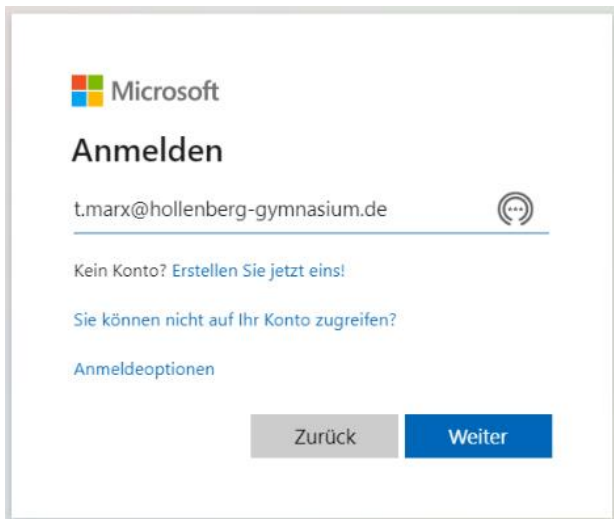 Microsoft
Anmelden
t.marx@hollenberg-gymnasium.de
Kein Konto? Erstellen Sie jetzt eins!
Sie können nicht auf Ihr Konto zugreifen?
Anmeldeoptionen
Zurück Weiter